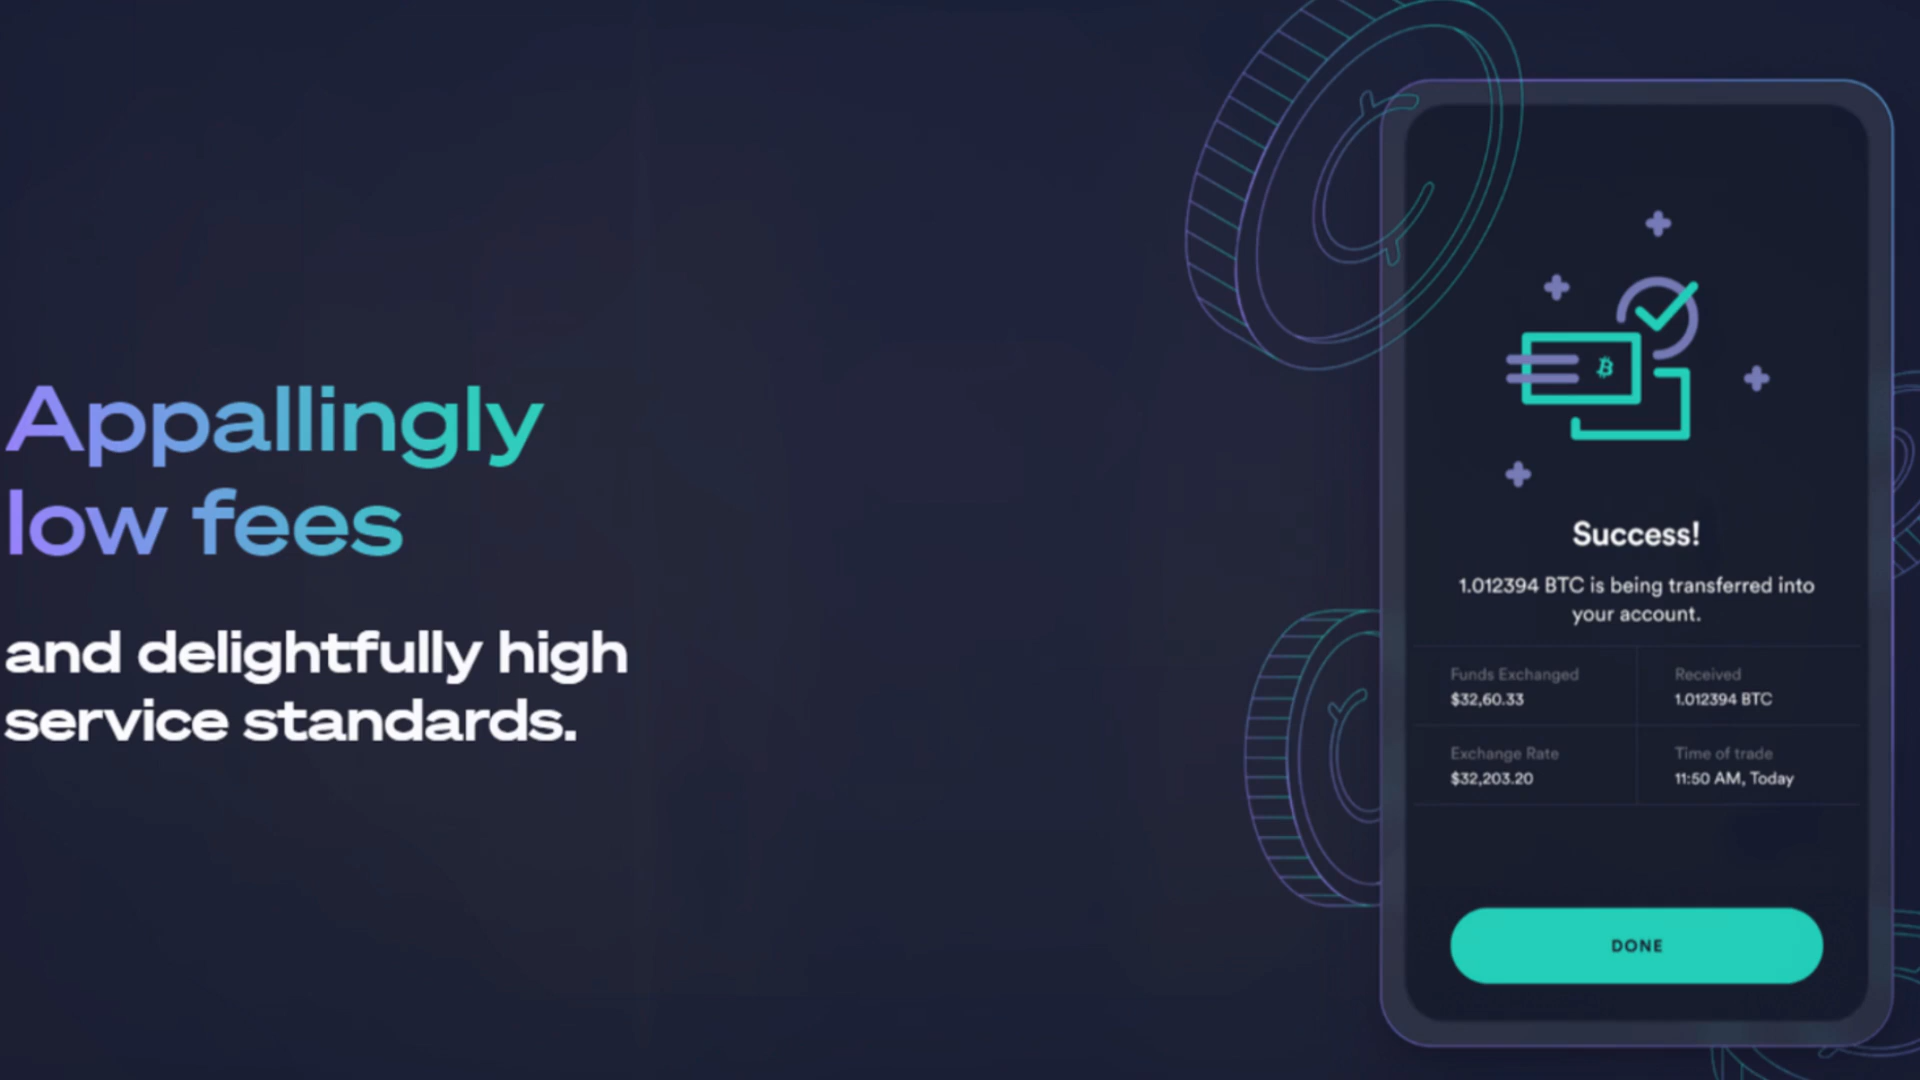 Appallingly
low fees
and delightfully high
service standards.
Success!
1.012394 BTC is being transferred into
your account.
Funds Exchanged
$32,60.33
Received
1.012394 BTC
Exchange Rate
$32,203.20
Time of trade
11:50 AM, Today
DONE